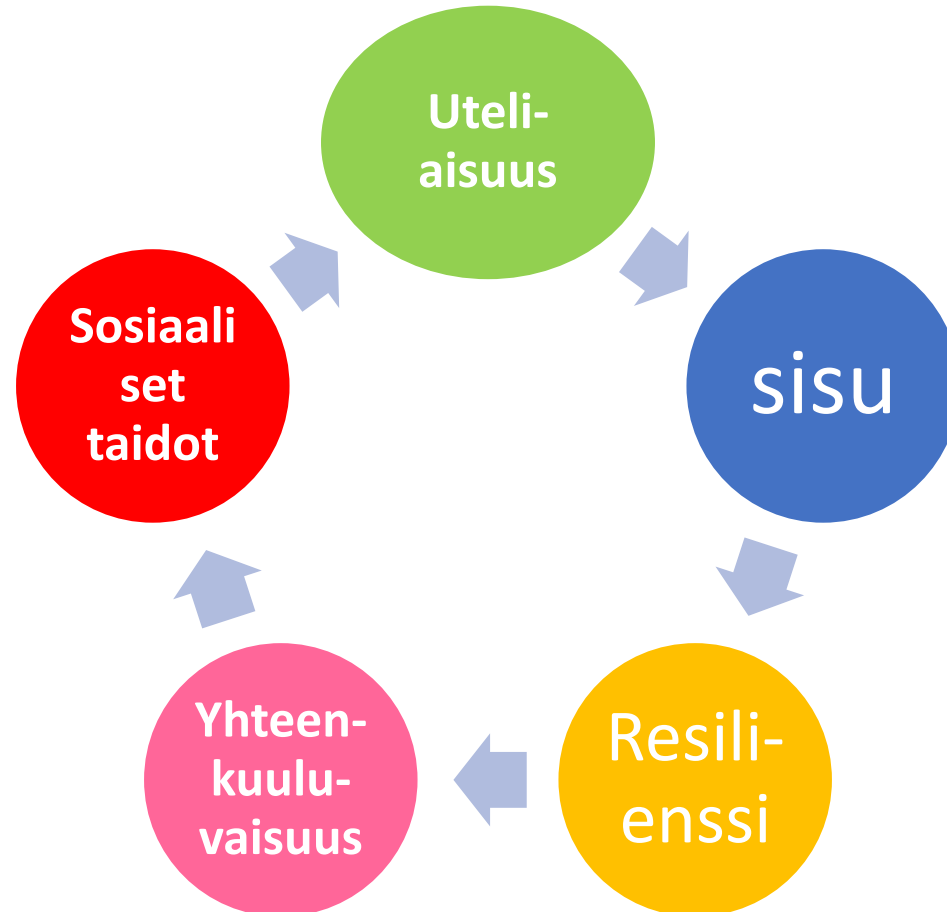 Uteli-
aisuus
sisu
Resili-
enssi
Yhteen-
kuulu-
vaisuus
Sosiaali
set
taidot